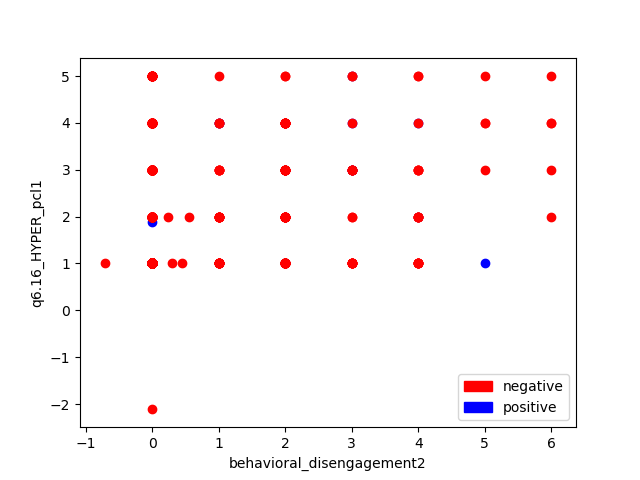 5
4
3
2
1
0
−1
−2
q6.16_HYPER_pcl1
negative
positive
−1 0 1 2 3 4 5 6
behavioral_disengagement2